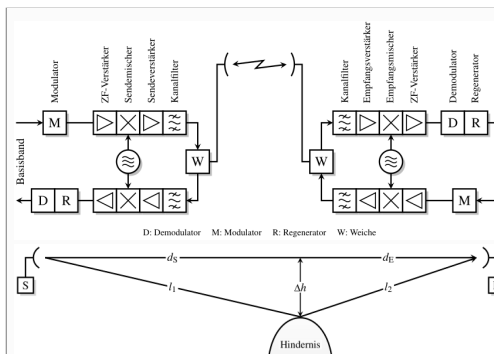 Modulator
ZF-Verstärker
Sendemischer
Sendeverstärker
Kanalfilter
Kanalfilter
Empfangsverstärker
Empfangsmischer
ZF-Verstärker
Demodulator
Regenerator
M
W
W
D R
Basisband
D R
M
D: Demodulator M: Modulator R: Regenerator W: Weiche
d_S
d_E
S
l_1
Δh
l_2
Hindernis